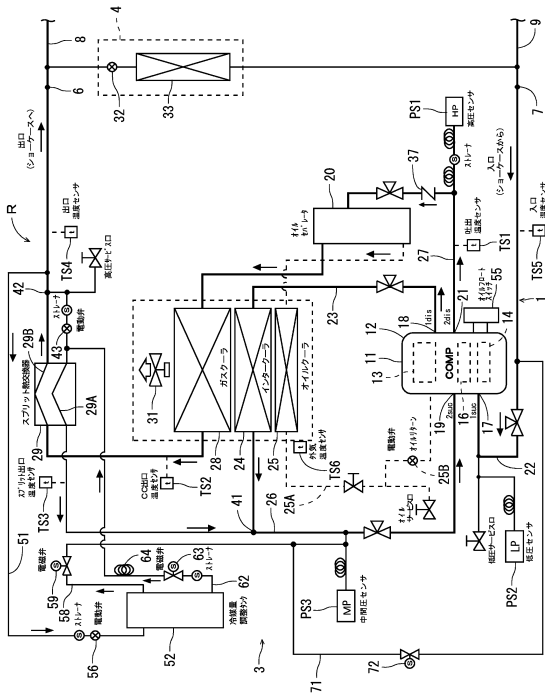 R
4
8
6
32
33
9
7
出口
(ショーケースへ)
入口
(ショーケースから)
42
TS4
t
出口
温度センサ
高圧サービス口
ストレーナ
電動弁
43
29B
スプリット熱交換器
29A
29
スプリット出口
温度センサ
t
TS3
51
PS1
HP
高圧センサ
ストレーナ
S
37
20
オイル
セパレータ
27
t
吐出
温度センサ
TS1
TS5
t
入口
温度センサ
1
オイルフロート
スイッチ
55
21
14
2dis
1dis
18
12
11
13
COMP
16
19
2suc
1suc
17
22
23
31
ガスクーラ
インタークーラ
オイルクーラ
28
24
25
t
外気
温度センサ
TS6
CC出口
温度センサ
t
TS2
41
26
25A
電動弁
オイルリターン
25B
オイル
サービス口
低圧サービス口
LP
低圧センサ
PS2
電磁弁
59
S
58
64
電磁弁
63
S
ストレーナ
S
62
冷媒量
調整タンク
52
ストレーナ
S
電動弁
56
PS3
MP
中間圧センサ
3
71
72
S